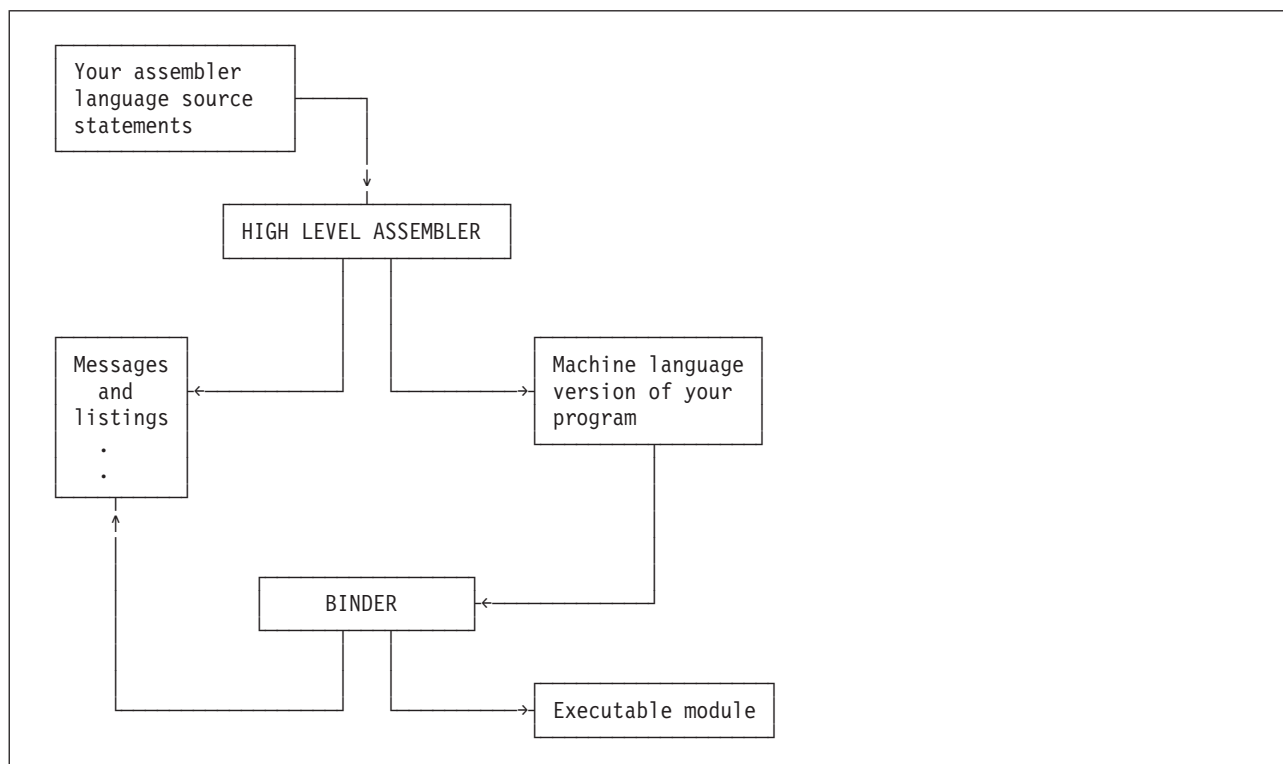 Your assembler
language source
statements
HIGH LEVEL ASSEMBLER
Messages
and
listings
.
.
Machine language
version of your
program
BINDER
Executable module